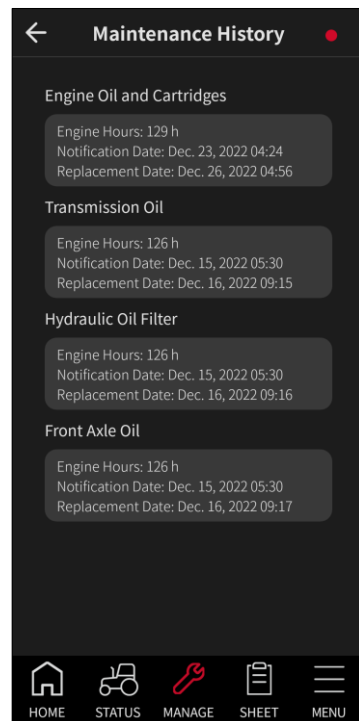 Maintenance History
Engine Oil and Cartridges
Engine Hours: 129 h
Notification Date: Dec. 23, 2022 04:24
Replacement Date: Dec. 26, 2022 04:56
Transmission Oil
Engine Hours: 126 h
Notification Date: Dec. 15, 2022 05:30
Replacement Date: Dec. 16, 2022 09:15
Hydraulic Oil Filter
Engine Hours: 126 h
Notification Date: Dec. 15, 2022 05:30
Replacement Date: Dec. 16, 2022 09:16
Front Axle Oil
Engine Hours: 126 h
Notification Date: Dec. 15, 2022 05:30
Replacement Date: Dec. 16, 2022 09:17
HOME STATUS MANAGE SHEET MENU